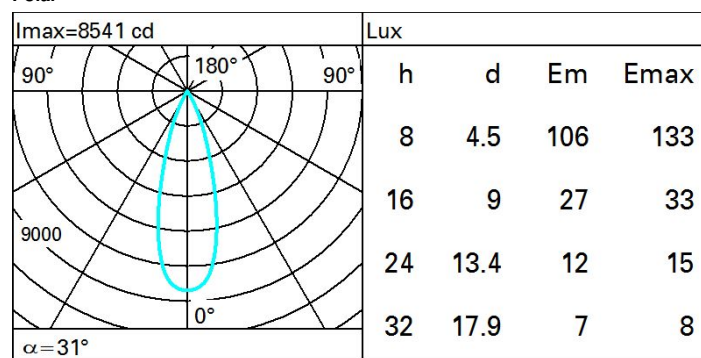 Imax=8541 cd
Lux
90° 180° 90°
9000
0°
α=31°
h d Em Emax
8 4.5 106 133
16 9 27 33
24 13.4 12 15
32 17.9 7 8